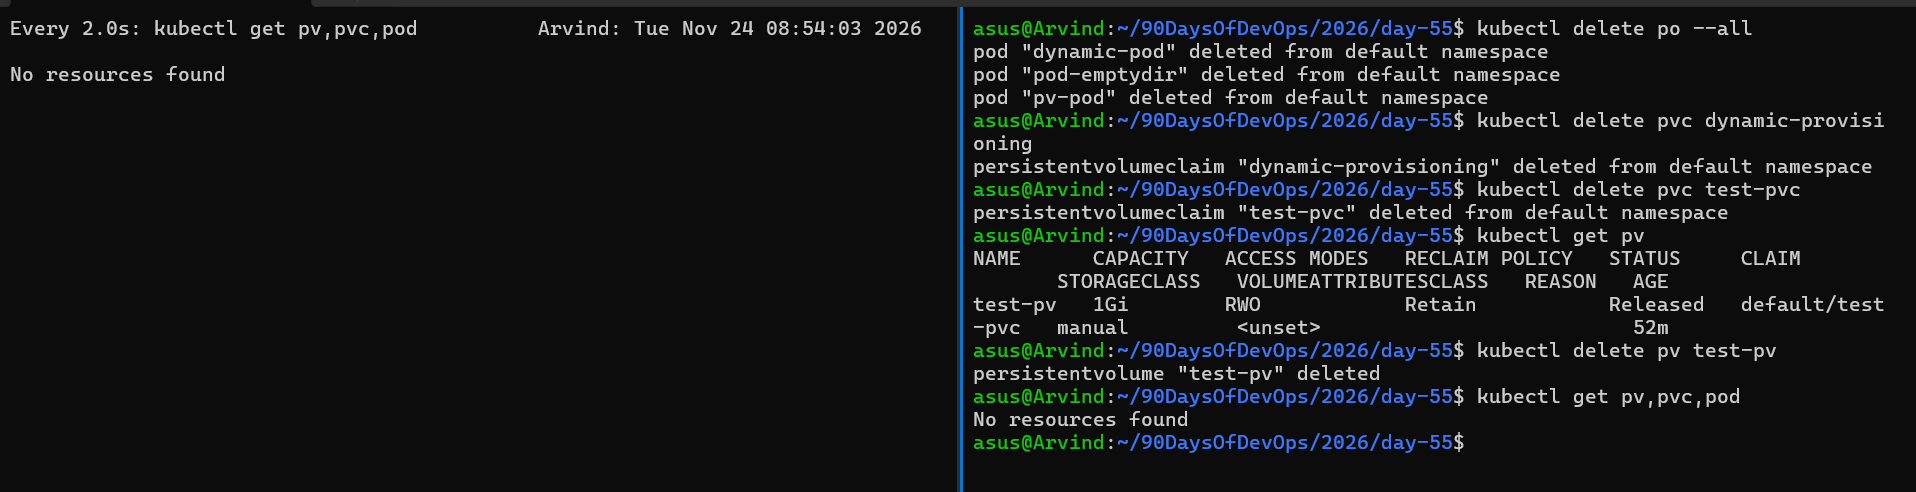 Every 2.0s: kubectl get pv,pvc,pod          Arvind: Tue Nov 24 08:54:03 2026
No resources found
asus@Arvind:~/90DaysOfDevOps/2026/day-55$ kubectl delete po --all
pod "dynamic-pod" deleted from default namespace
pod "pod-emptydir" deleted from default namespace
pod "pv-pod" deleted from default namespace
asus@Arvind:~/90DaysOfDevOps/2026/day-55$ kubectl delete pvc dynamic-provisi
oning
persistentvolumeclaim "dynamic-provisioning" deleted from default namespace
asus@Arvind:~/90DaysOfDevOps/2026/day-55$ kubectl delete pvc test-pvc
persistentvolumeclaim "test-pvc" deleted from default namespace
asus@Arvind:~/90DaysOfDevOps/2026/day-55$ kubectl get pv
NAME      CAPACITY   ACCESS MODES   RECLAIM POLICY   STATUS     CLAIM
       STORAGECLASS   VOLUMEATTRIBUTESCLASS   REASON   AGE
test-pv   1Gi        RWO            Retain           Released   default/test
-pvc   manual         <unset>                          52m
asus@Arvind:~/90DaysOfDevOps/2026/day-55$ kubectl delete pv test-pv
persistentvolume "test-pv" deleted
asus@Arvind:~/90DaysOfDevOps/2026/day-55$ kubectl get pv,pvc,pod
No resources found
asus@Arvind:~/90DaysOfDevOps/2026/day-55$